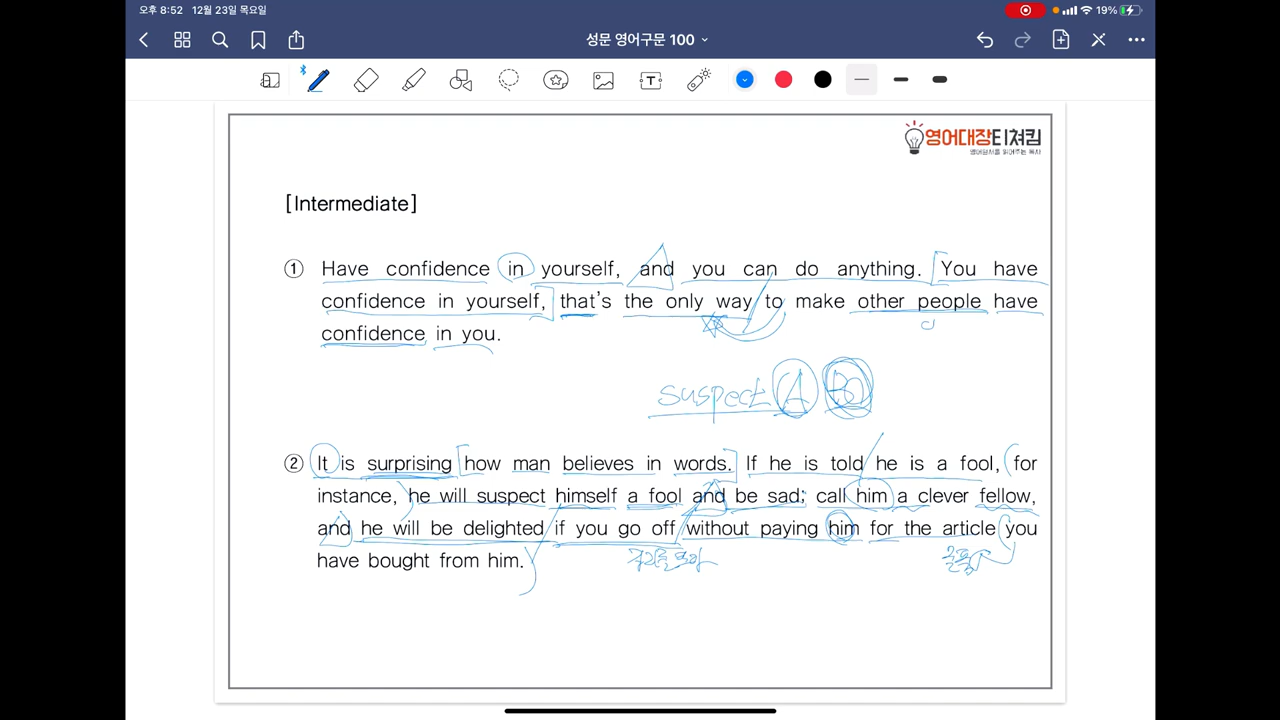 오후 8:52 12월 23일 목요일
19%
성문 영어구문 100
영어대장티쳐킴
[Intermediate]
① Have confidence in yourself, and you can do anything. You have
confidence in yourself, that's the only way to make other people have
confidence in you.
suspect A B
② It is surprising how man believes in words. If he is told he is a fool, for
instance, he will suspect himself a fool and be sad; call him a clever fellow,
and he will be delighted if you go off without paying him for the article you
have bought from him.